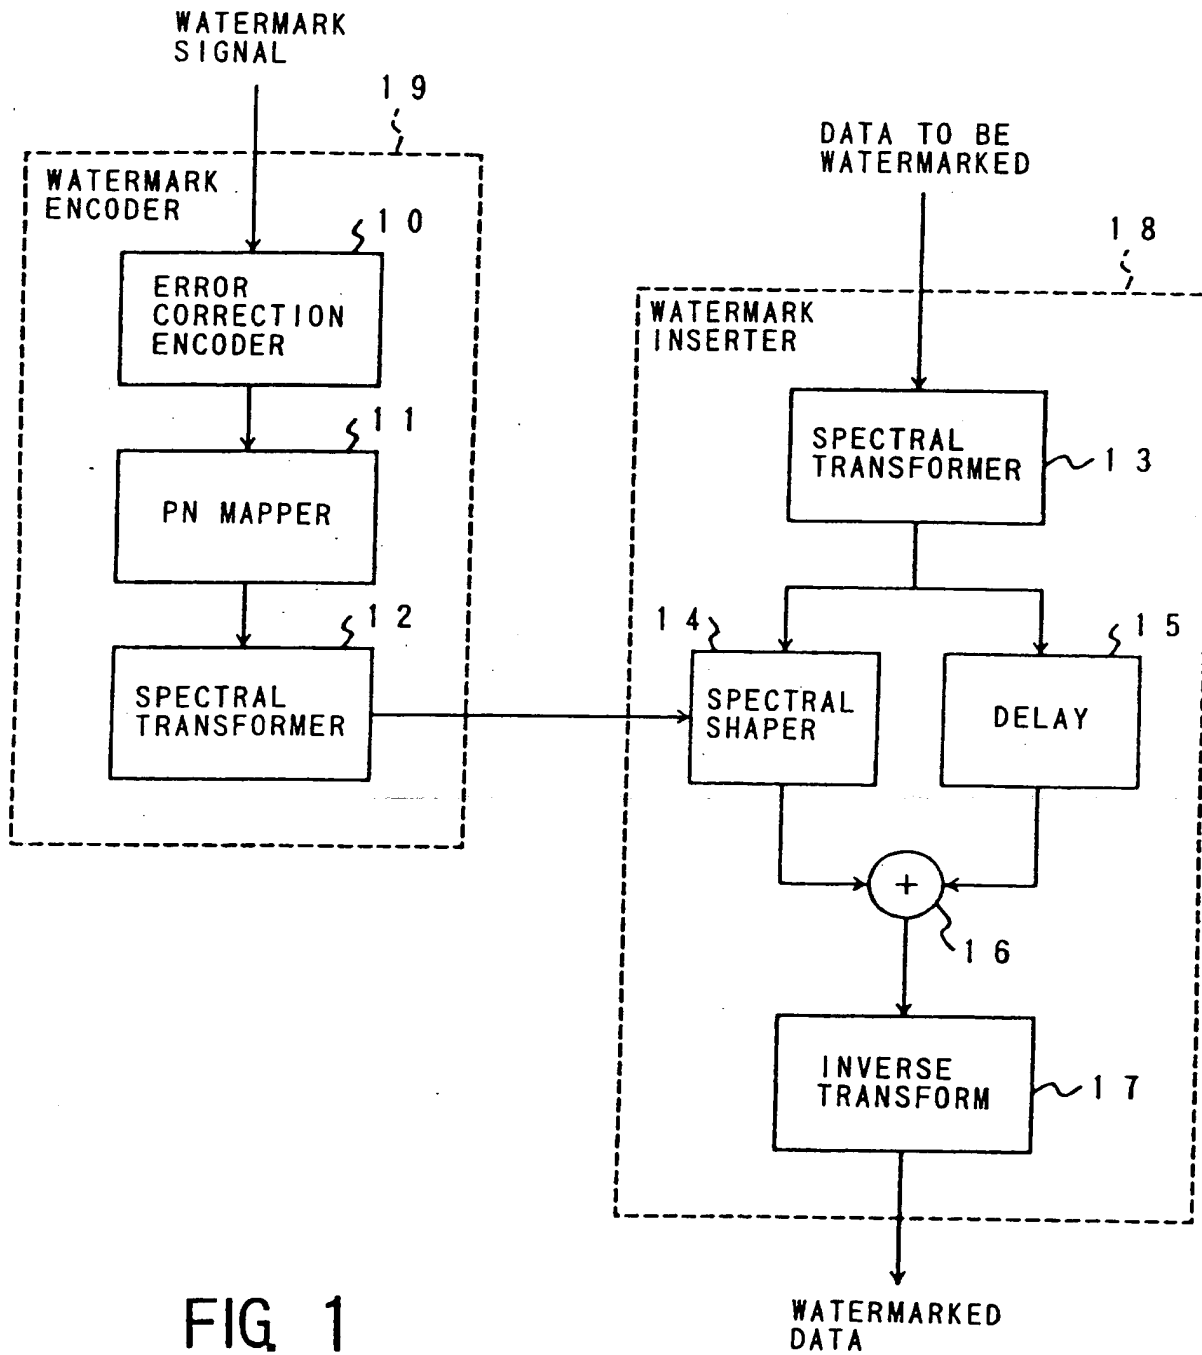 WATERMARK
SIGNAL
19
WATERMARK
ENCODER
10
ERROR
CORRECTION
ENCODER
11
PN MAPPER
12
SPECTRAL
TRANSFORMER
DATA TO BE
WATERMARKED
18
WATERMARK
INSERTER
SPECTRAL
TRANSFORMER
13
14
SPECTRAL
SHAPER
15
DELAY
+
16
INVERSE
TRANSFORM
17
WATERMARKED
DATA
FIG. 1